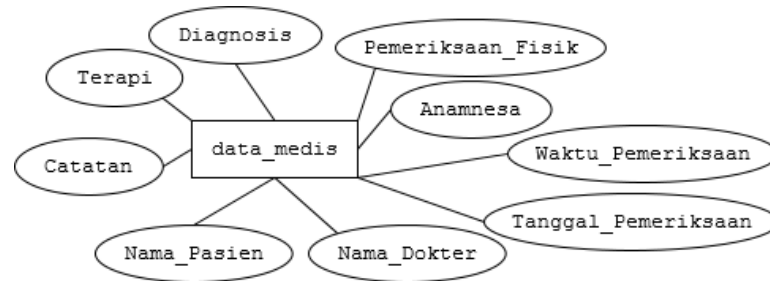 Diagnosis
Pemeriksaan_Fisik
Terapi
Anamnesa
data_medis
Catatan
Waktu_Pemeriksaan
Tanggal_Pemeriksaan
Nama_Pasien
Nama_Dokter